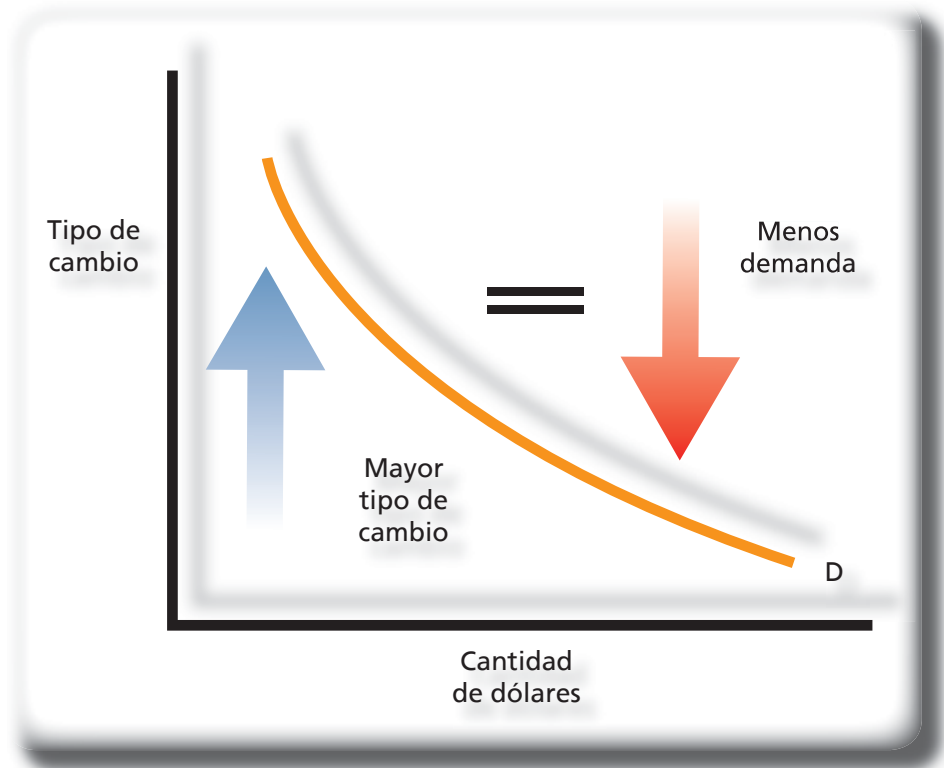 Tipo de
cambio
Menos
demanda
Mayor
tipo de
cambio
D
Cantidad
de dólares